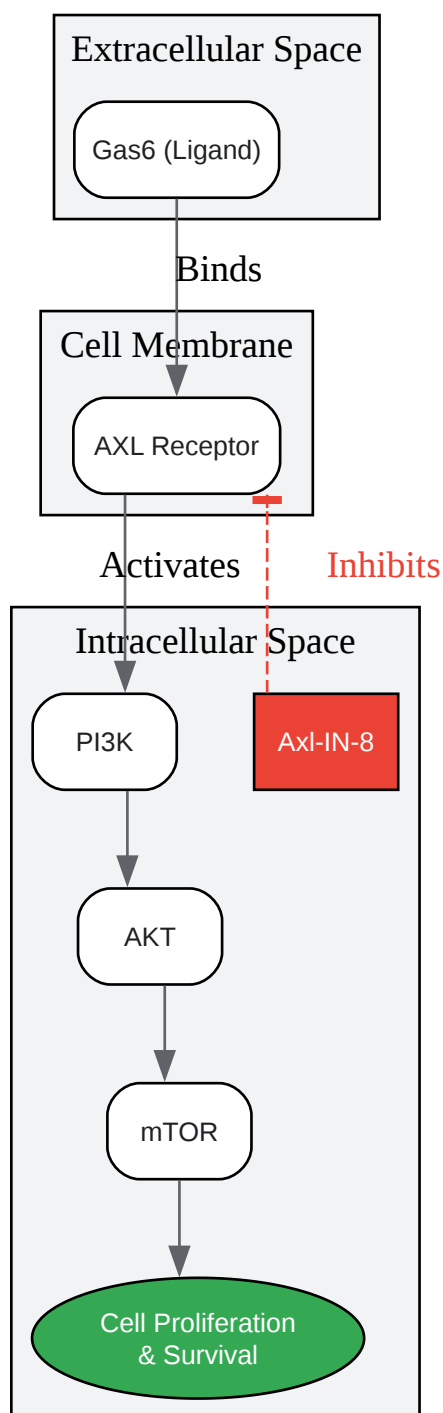 Extracellular Space
Gas6 (Ligand)
Binds
Cell Membrane
AXL Receptor
Activates
Inhibits
Intracellular Space
PI3K
Axl-IN-8
AKT
mTOR
Cell Proliferation
& Survival